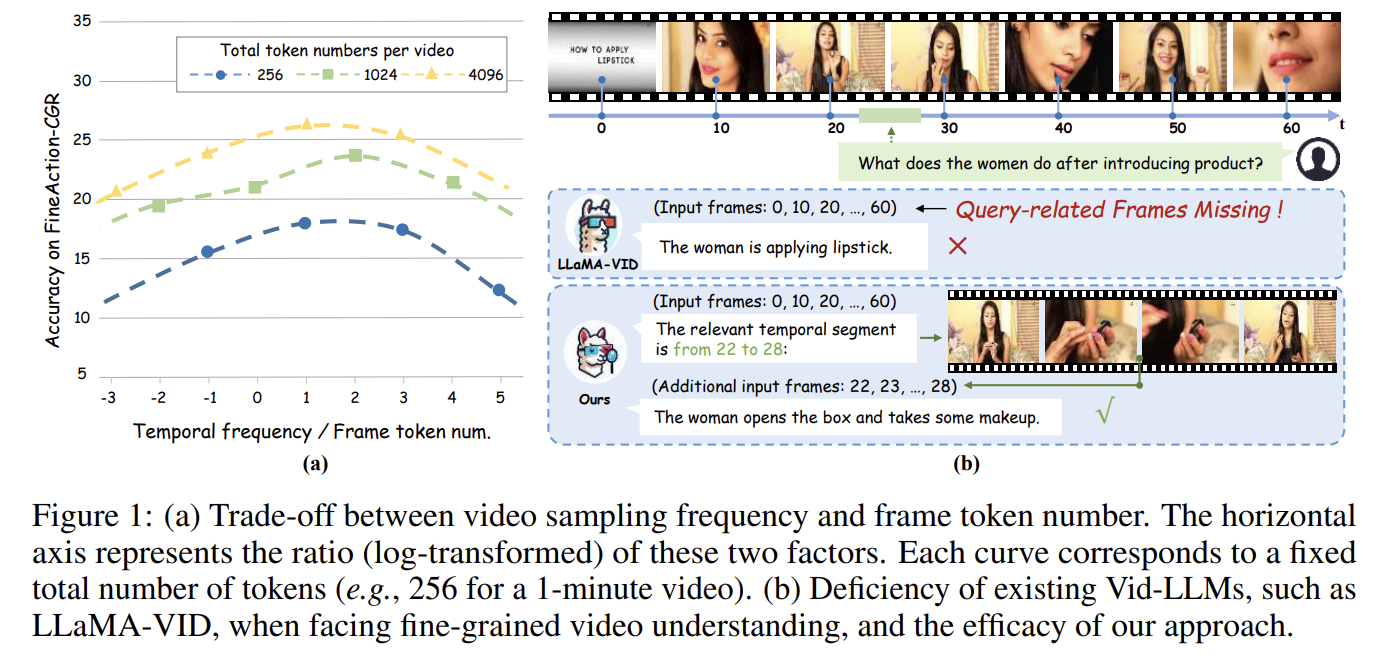 35
30
25
20
15
10
5
Accuracy on FineAction-CGR
Total token numbers per video
256 1024 4096
-3 -2 -1 0 1 2 3 4 5
Temporal frequency / Frame token num.
(a)
HOW TO APPLY
LIPSTICK
0 10 20 30 40 50 60 t
What does the women do after introducing product?
(Input frames: 0, 10, 20, ..., 60)
Query-related Frames Missing !
The woman is applying lipstick.
×
LLaMA-VID
(Input frames: 0, 10, 20, ..., 60)
The relevant temporal segment
is from 22 to 28:
(Additional input frames: 22, 23, ..., 28)
Ours
The woman opens the box and takes some makeup.
√
(b)
Figure 1: (a) Trade-off between video sampling frequency and frame token number. The horizontal
axis represents the ratio (log-transformed) of these two factors. Each curve corresponds to a fixed
total number of tokens (e.g., 256 for a 1-minute video). (b) Deficiency of existing Vid-LLMs, such as
LLaMA-VID, when facing fine-grained video understanding, and the efficacy of our approach.